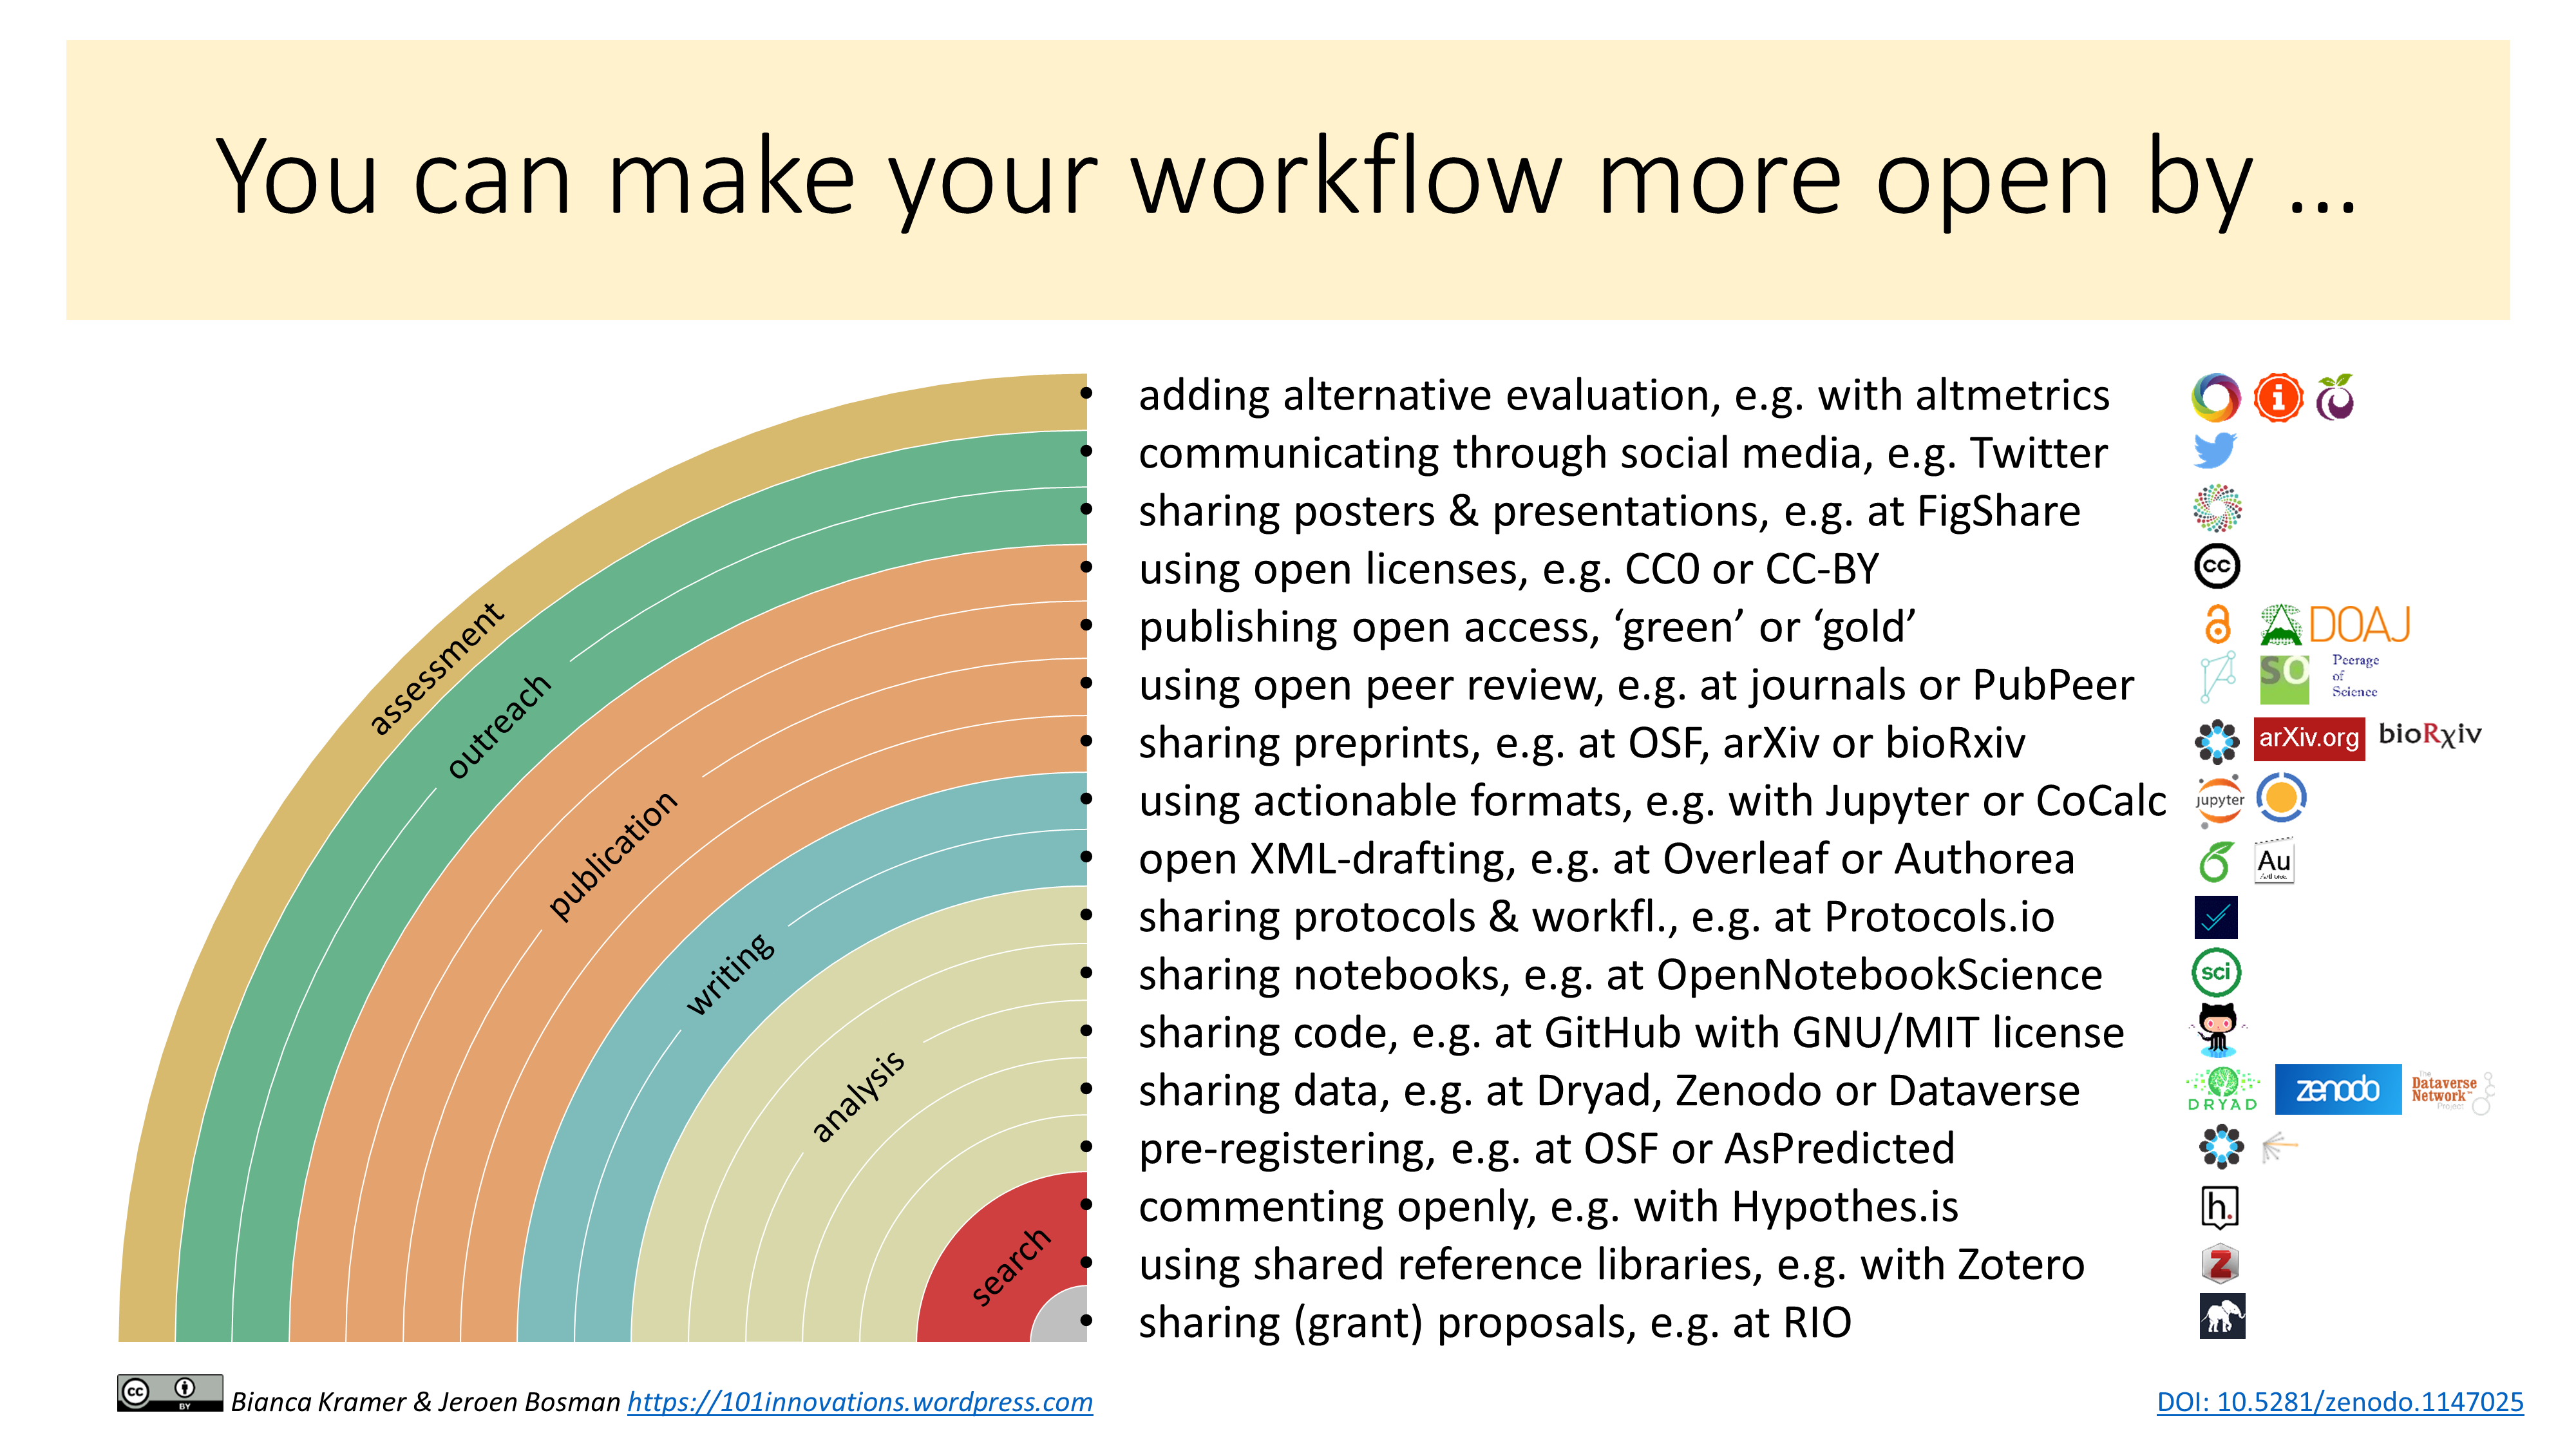 You can make your workflow more open by ...
• adding alternative evaluation, e.g. with altmetrics
• communicating through social media, e.g. Twitter
• sharing posters & presentations, e.g. at FigShare
• using open licenses, e.g. CC0 or CC-BY
cc
• publishing open access, ‘green’ or ‘gold’
DOAJ
• using open peer review, e.g. at journals or PubPeer
SO
Peerage
of
Science
• sharing preprints, e.g. at OSF, arXiv or bioRxiv
arXiv.org
bioRχiv
• using actionable formats, e.g. with Jupyter or CoCalc
jupyter
• open XML-drafting, e.g. at Overleaf or Authorea
Au
• sharing protocols & workfl., e.g. at Protocols.io
• sharing notebooks, e.g. at OpenNotebookScience
sci
• sharing code, e.g. at GitHub with GNU/MIT license
• sharing data, e.g. at Dryad, Zenodo or Dataverse
DRYAD
zenodo
The
Dataverse
Network™
Project
• pre-registering, e.g. at OSF or AsPredicted
• commenting openly, e.g. with Hypothes.is
h.
• using shared reference libraries, e.g. with Zotero
Z
• sharing (grant) proposals, e.g. at RIO
assessment
outreach
publication
writing
analysis
search
cc BY
Bianca Kramer & Jeroen Bosman https://101innovations.wordpress.com
DOI: 10.5281/zenodo.1147025